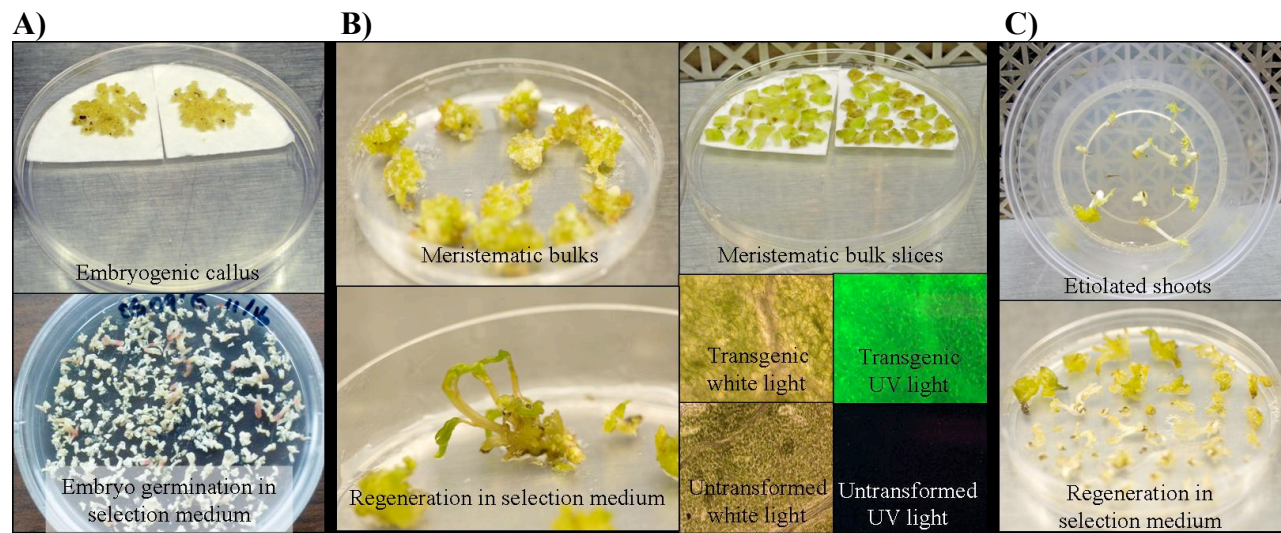 A)
B)
C)
Embryogenic callus
Embryo germination in
selection medium
Meristematic bulks
Meristematic bulk slices
Regeneration in selection medium
Transgenic
white light
Transgenic
UV light
Untransformed
white light
Untransformed
UV light
Etiolated shoots
Regeneration in
selection medium